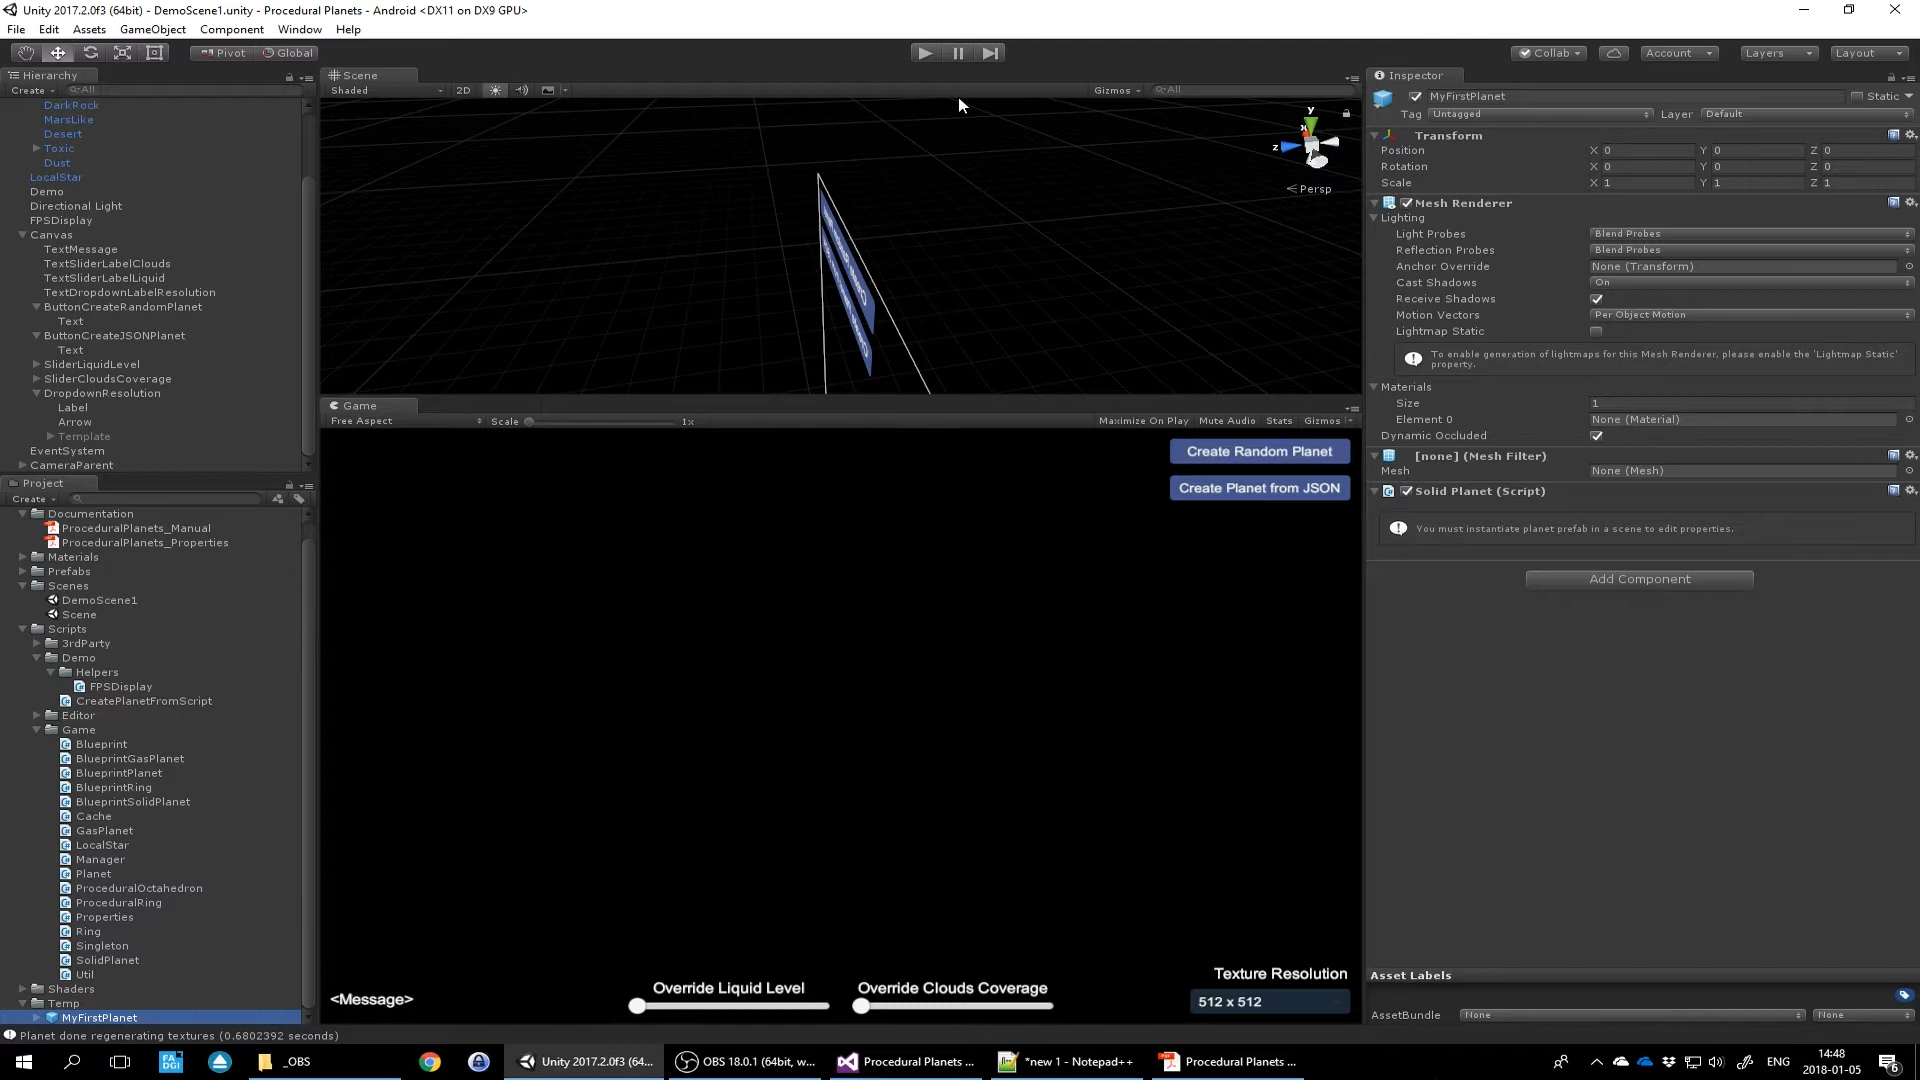 Unity 2017.2.0f3 (64bit) - DemoScene1.unity - Procedural Planets - Android <DX11 on DX9 GPU>
File Edit Assets GameObject Component Window Help
Pivot Global Collab Account Layers Layout
Hierarchy
Create All
DarkRock
MarsLike
Desert
Toxic
Dust
LocalStar
Demo
Directional Light
FPSDisplay
Canvas
TextMessage
TextSliderLabelClouds
TextSliderLabelLiquid
TextDropdownLabelResolution
ButtonCreateRandomPlanet
Text
ButtonCreateJSONPlanet
Text
SliderLiquidLevel
SliderCloudsCoverage
DropdownResolution
Label
Arrow
Template
EventSystem
CameraParent
Project
Create
Documentation
ProceduralPlanets_Manual
ProceduralPlanets_Properties
Materials
Prefabs
Scenes
DemoScene1
Scene
Scripts
3rdParty
Demo
Helpers
FPSDisplay
CreatePlanetFromScript
Editor
Game
Blueprint
BlueprintGasPlanet
BlueprintPlanet
BlueprintRing
BlueprintSolidPlanet
Cache
GasPlanet
LocalStar
Manager
Planet
ProceduralOctahedron
ProceduralRing
Properties
Ring
Singleton
SolidPlanet
Util
Shaders
Temp
MyFirstPlanet
Scene
Shaded 2D Gizmos All
y
x
z
Persp
Game
Free Aspect Scale 1x Maximize On Play Mute Audio Stats Gizmos
Create Random Planet
Create Planet from JSON
<Message>
Override Liquid Level
Override Clouds Coverage
Texture Resolution
512 x 512
Inspector
MyFirstPlanet Static
Tag Untagged Layer Default
Transform
Position X 0 Y 0 Z 0
Rotation X 0 Y 0 Z 0
Scale X 1 Y 1 Z 1
Mesh Renderer
Lighting
Light Probes Blend Probes
Reflection Probes Blend Probes
Anchor Override None (Transform)
Cast Shadows On
Receive Shadows
Motion Vectors Per Object Motion
Lightmap Static
To enable generation of lightmaps for this Mesh Renderer, please enable the 'Lightmap Static'
property.
Materials
Size 1
Element 0 None (Material)
Dynamic Occluded
[none] (Mesh Filter)
Mesh None (Mesh)
Solid Planet (Script)
You must instantiate planet prefab in a scene to edit properties.
Add Component
Asset Labels
AssetBundle None None
Planet done regenerating textures (0.6802392 seconds)
FA DGI
_OBS
Unity 2017.2.0f3 (64...
OBS 18.0.1 (64bit, w...
Procedural Planets ...
*new 1 - Notepad++
Procedural Planets ...
ENG
14:48
2018-01-05
6